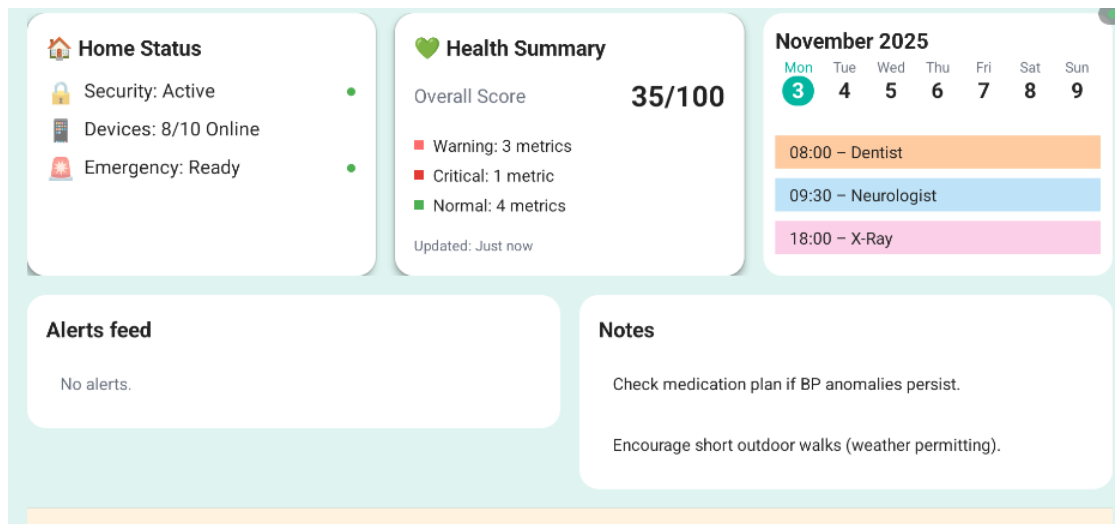 🏠 Home Status
🔒 Security: Active
📱 Devices: 8/10 Online
🚨 Emergency: Ready
💚 Health Summary
Overall Score 35/100
Warning: 3 metrics
Critical: 1 metric
Normal: 4 metrics
Updated: Just now
November 2025
Mon Tue Wed Thu Fri Sat Sun
3 4 5 6 7 8 9
08:00 – Dentist
09:30 – Neurologist
18:00 – X-Ray
Alerts feed
No alerts.
Notes
Check medication plan if BP anomalies persist.
Encourage short outdoor walks (weather permitting).